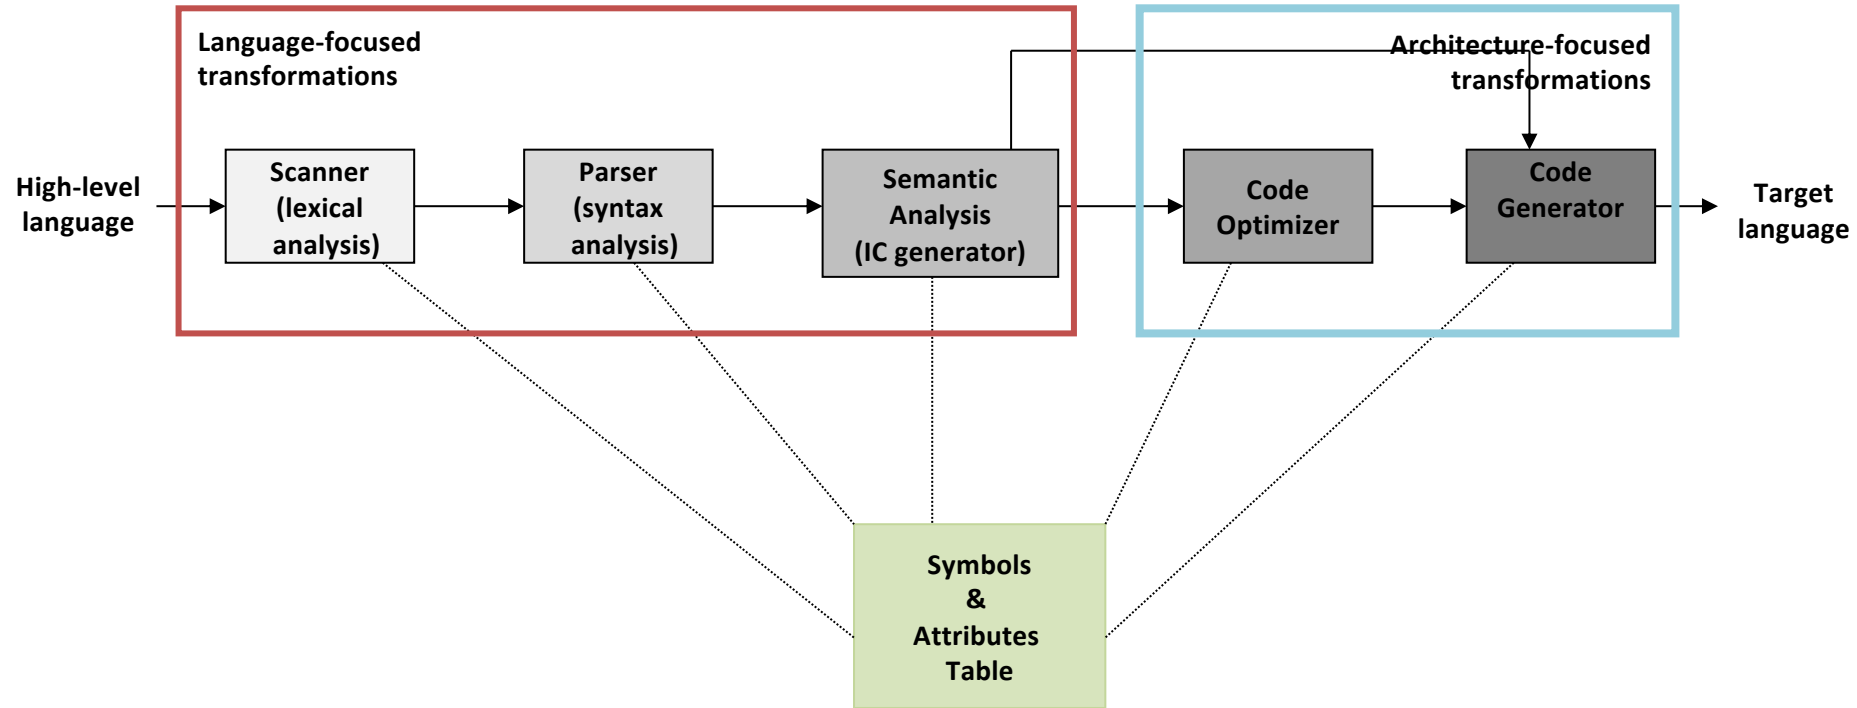 Language-focused
transformations
Architecture-focused
transformations
High-level
language
Scanner
(lexical
analysis)
Parser
(syntax
analysis)
Semantic
Analysis
(IC generator)
Code
Optimizer
Code
Generator
Target
language
Symbols
&
Attributes
Table